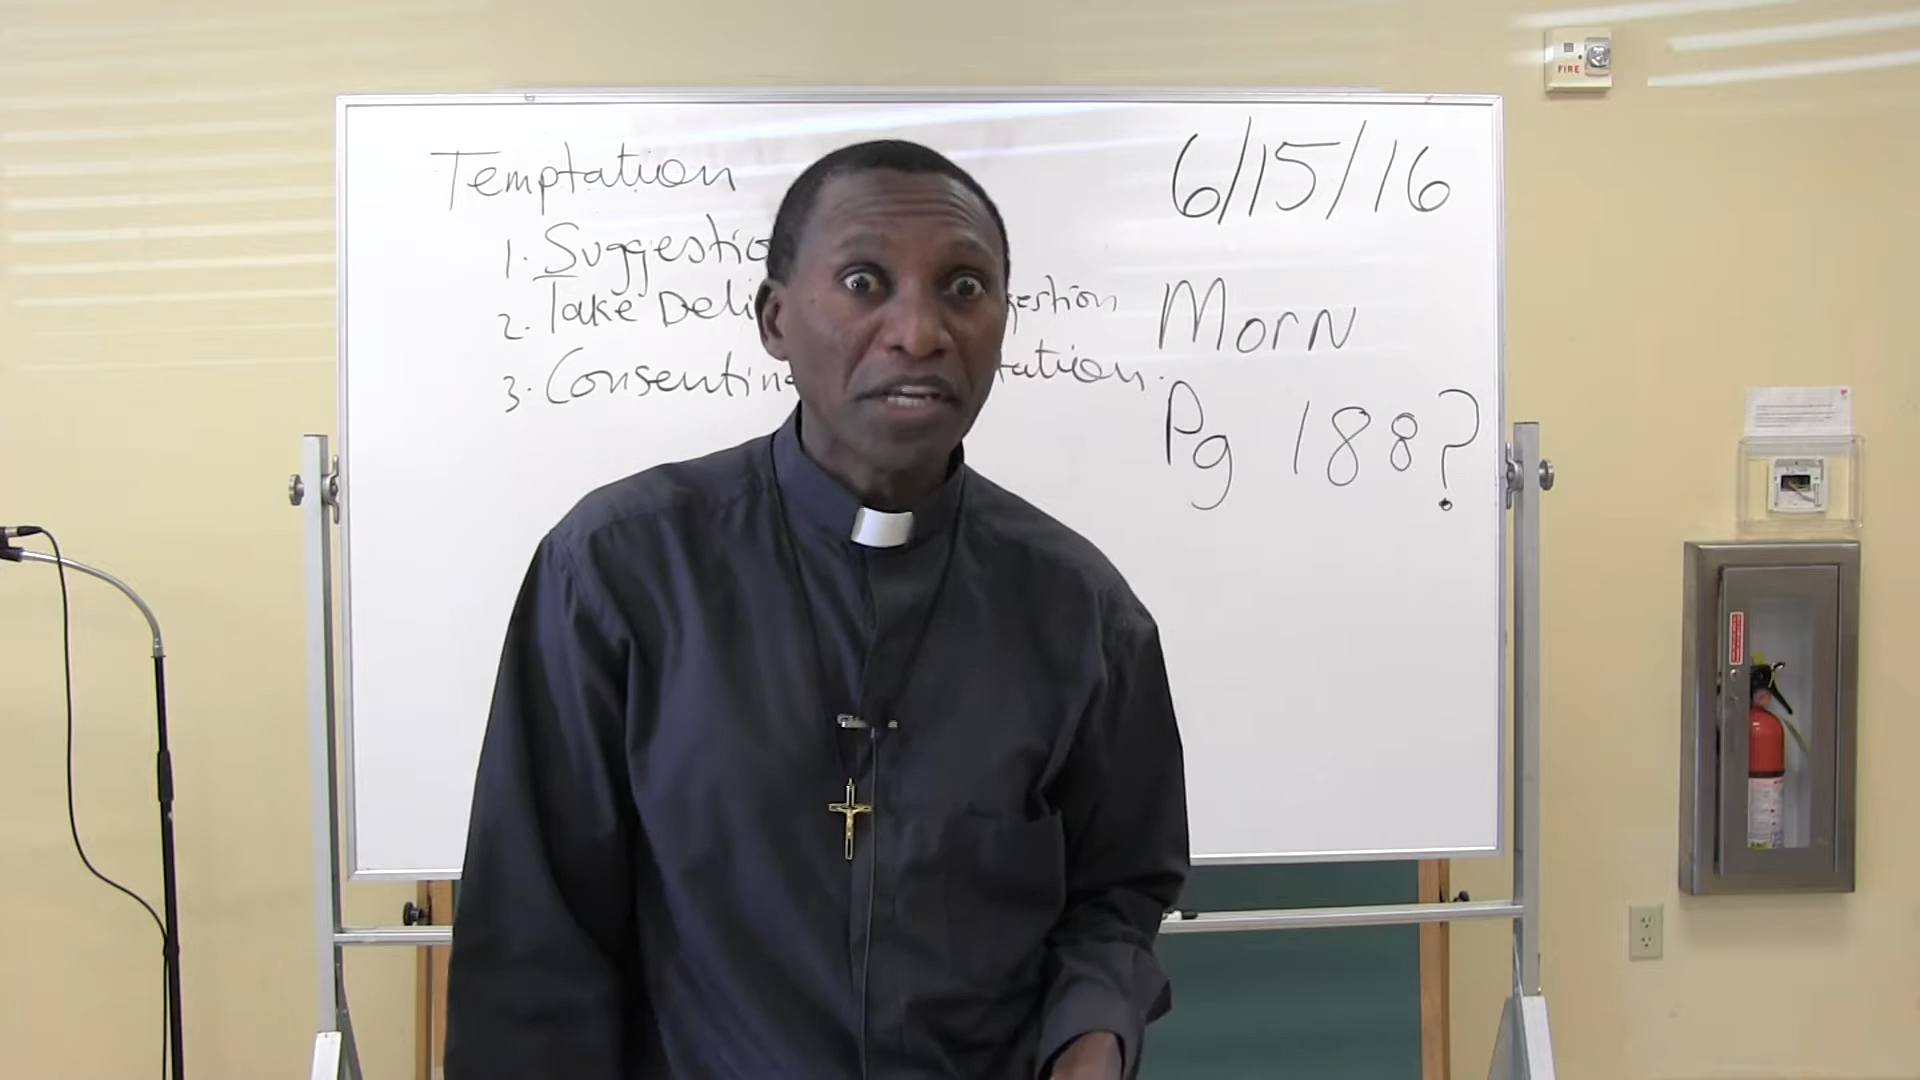 Temptation
1. Suggestio
2. Take Deli gestion
3. Consentin tation.
6/15/16
Morn
Pg 188?
FIRE